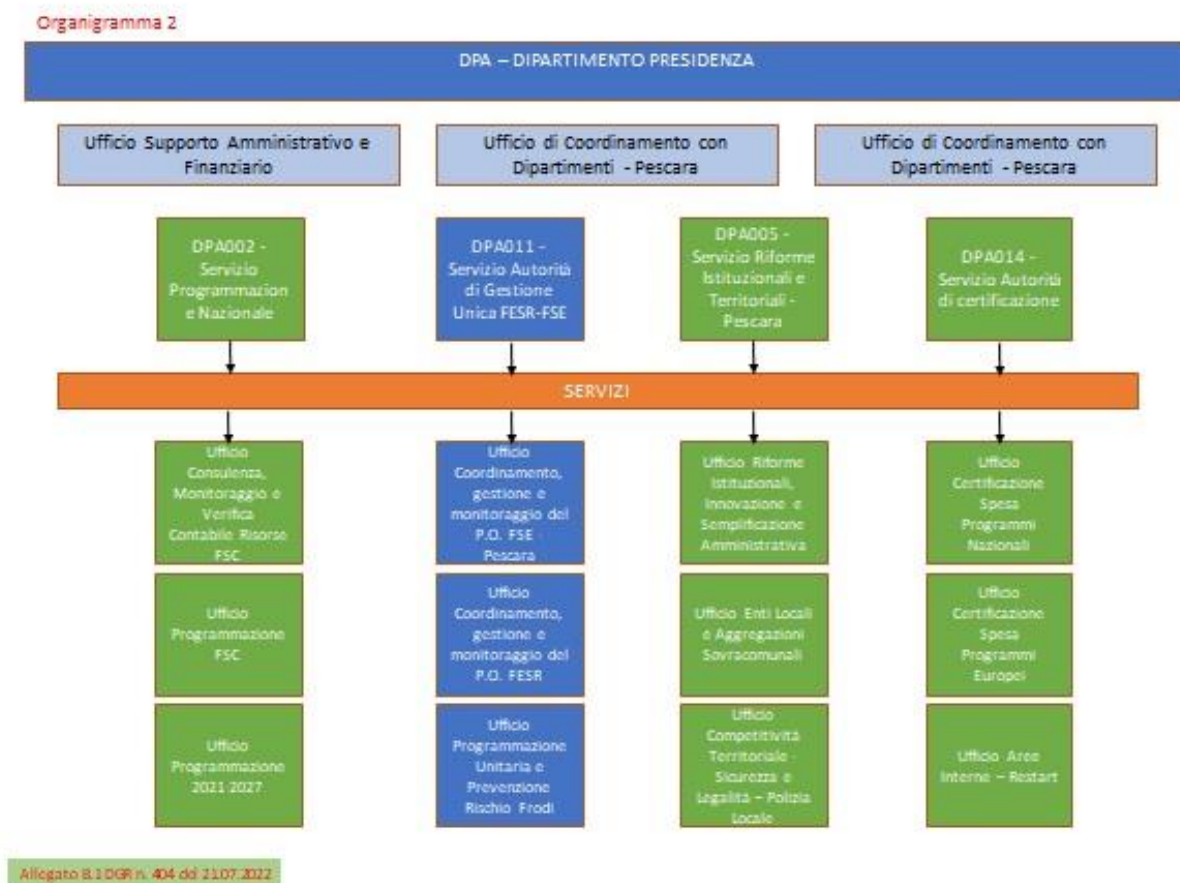 Organigramma 2
DPA – DIPARTIMENTO PRESIDENZA
Ufficio Supporto Amministrativo e
Finanziario
Ufficio di Coordinamento con
Dipartimenti - Pescara
Ufficio di Coordinamento con
Dipartimenti - Pescara
DPA002 -
Servizio
Programmazion
e Nazionale
DPA011 –
Servizio Autorità
di Gestione
Unica FESR-FSE
DPA005 -
Servizio Riforme
Istituzionali e
Territoriali -
Pescara
DPA014 –
Servizio Autorità
di certificazione
SERVIZI
Ufficio
Consulenza,
Monitoraggio e
Verifica
Contabile Risorse
FSC
Ufficio
Coordinamento,
gestione e
monitoraggio del
P.O. FSE -
Pescara
Ufficio Riforme
Istituzionali,
Innovazione e
Semplificazione
Amministrativa
Ufficio
Certificazione
Spesa
Programmi
Nazionali
Ufficio
Programmazione
FSC
Ufficio
Coordinamento,
gestione e
monitoraggio del
P.O. FESR
Ufficio Enti Locali
e Aggregazioni
Sovracomunali
Ufficio
Certificazione
Spesa
Programmi
Europei
Ufficio
Programmazione
2021-2027
Ufficio
Programmazione
Unitaria e
Prevenzione
Rischio Frodi
Ufficio
Competitività
Territoriale -
Sicurezza e
Legalità – Polizia
Locale
Ufficio Aree
Interne – Restart
Allegato B.1 DGR n. 404 del 21.07.2022